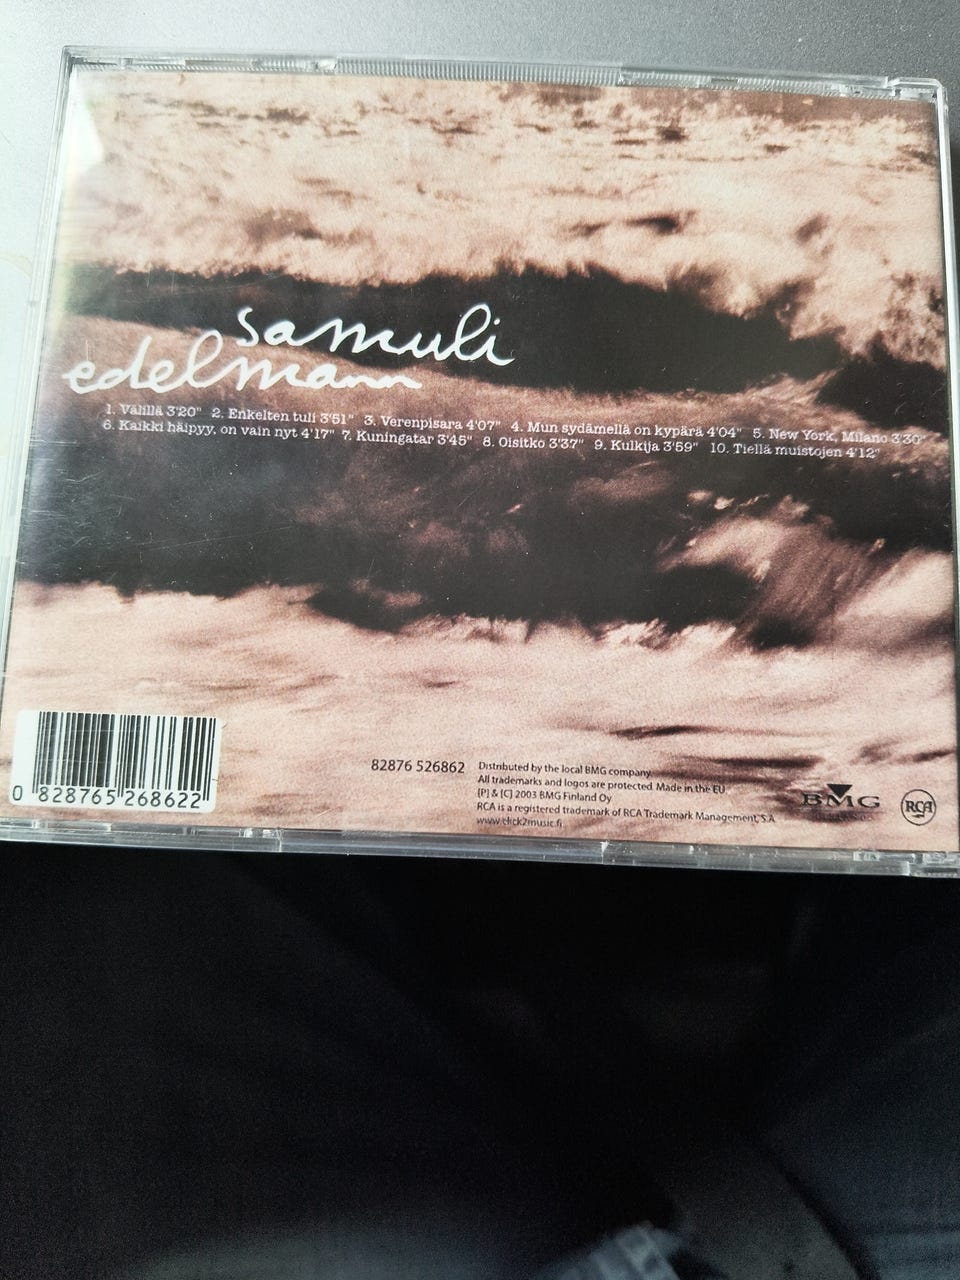 samuli
edelmann
1. Välillä 3'20" 2. Enkelten tuli 3'51" 3. Verenpisara 4'07" 4. Mun sydämellä on kypärä 4'04" 5. New York, Milano 3'30"
6. Kaikki häipyy, on vain nyt 4'17" 7. Kuningatar 3'45" 8. Oisitko 3'37" 9. Kulkija 3'59" 10. Tiellä muistojen 4'12"
82876 526862
Distributed by the local BMG company.
All trademarks and logos are protected. Made in the EU
[P] & [C] 2003 BMG Finland Oy
RCA is a registered trademark of RCA Trademark Management, S.A
www.click2music.fi
BMG
RCA
0 828765 268622